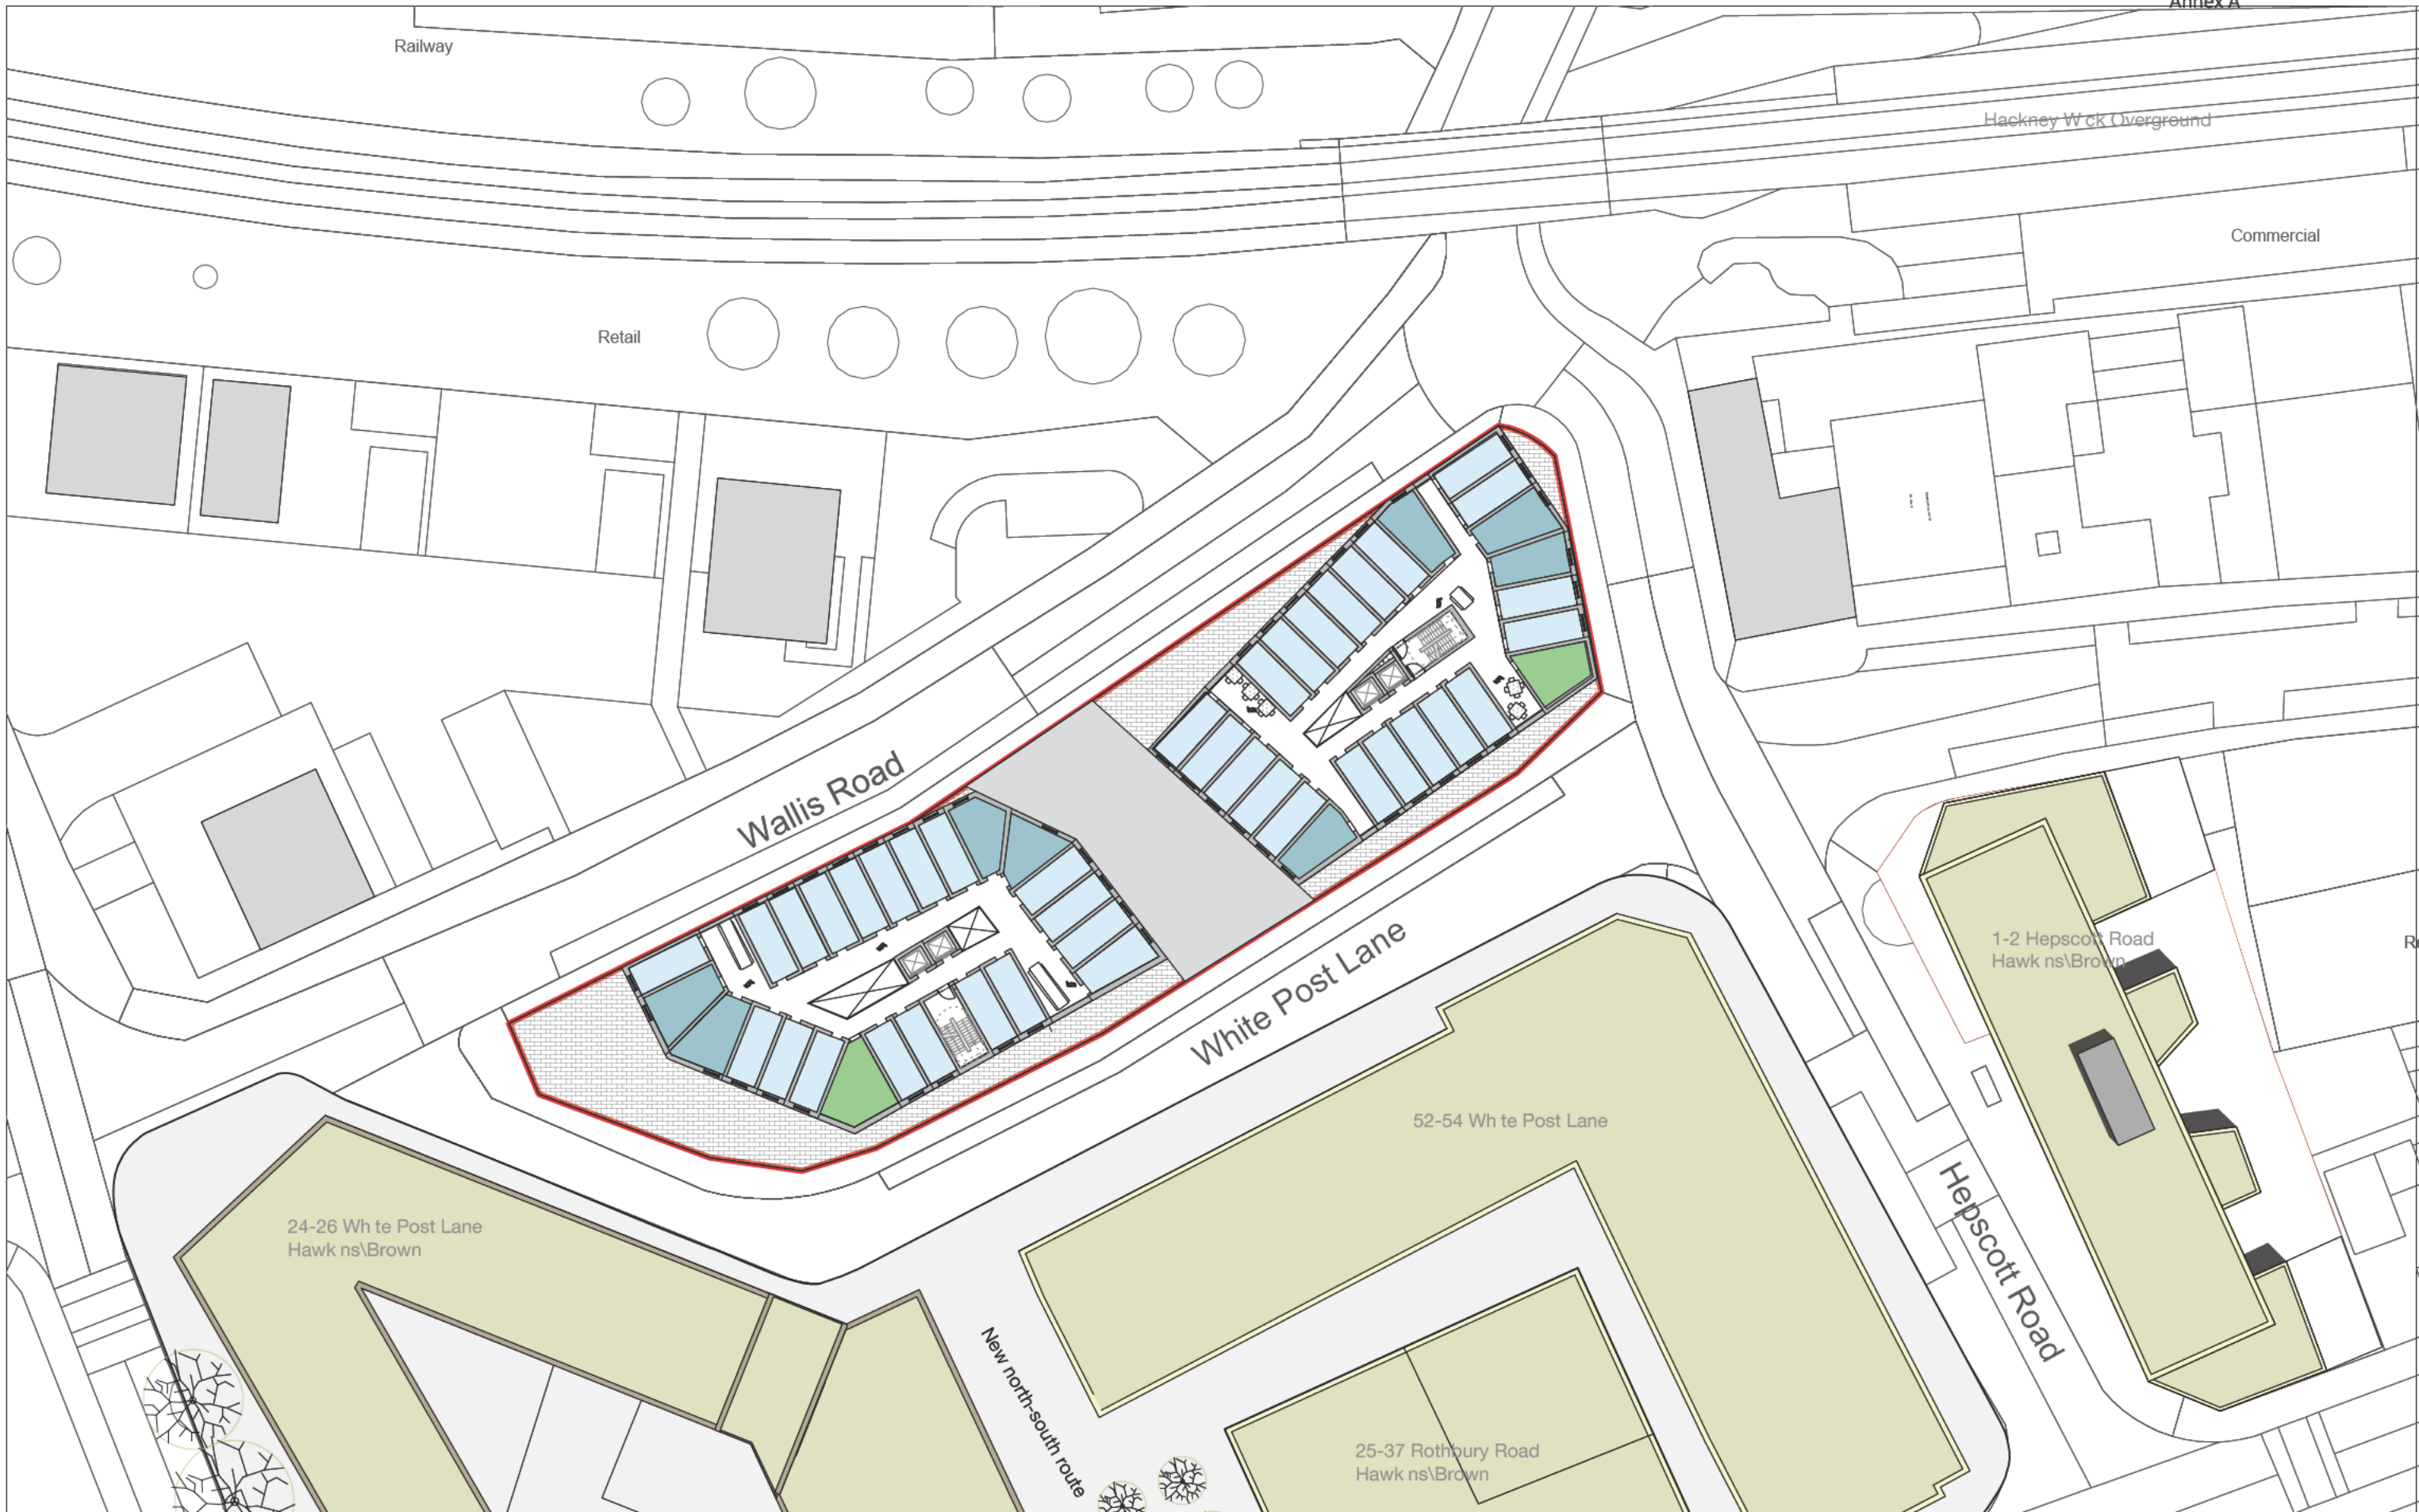 Annex A
Railway
Hackney W ck Overground
Commercial
Retail
Wallis Road
White Post Lane
1-2 Hepscott Road
Hawk ns\Brown
52-54 Wh te Post Lane
24-26 Wh te Post Lane
Hawk ns\Brown
Hepscott Road
New north-south route
25-37 Rothbury Road
Hawk ns\Brown